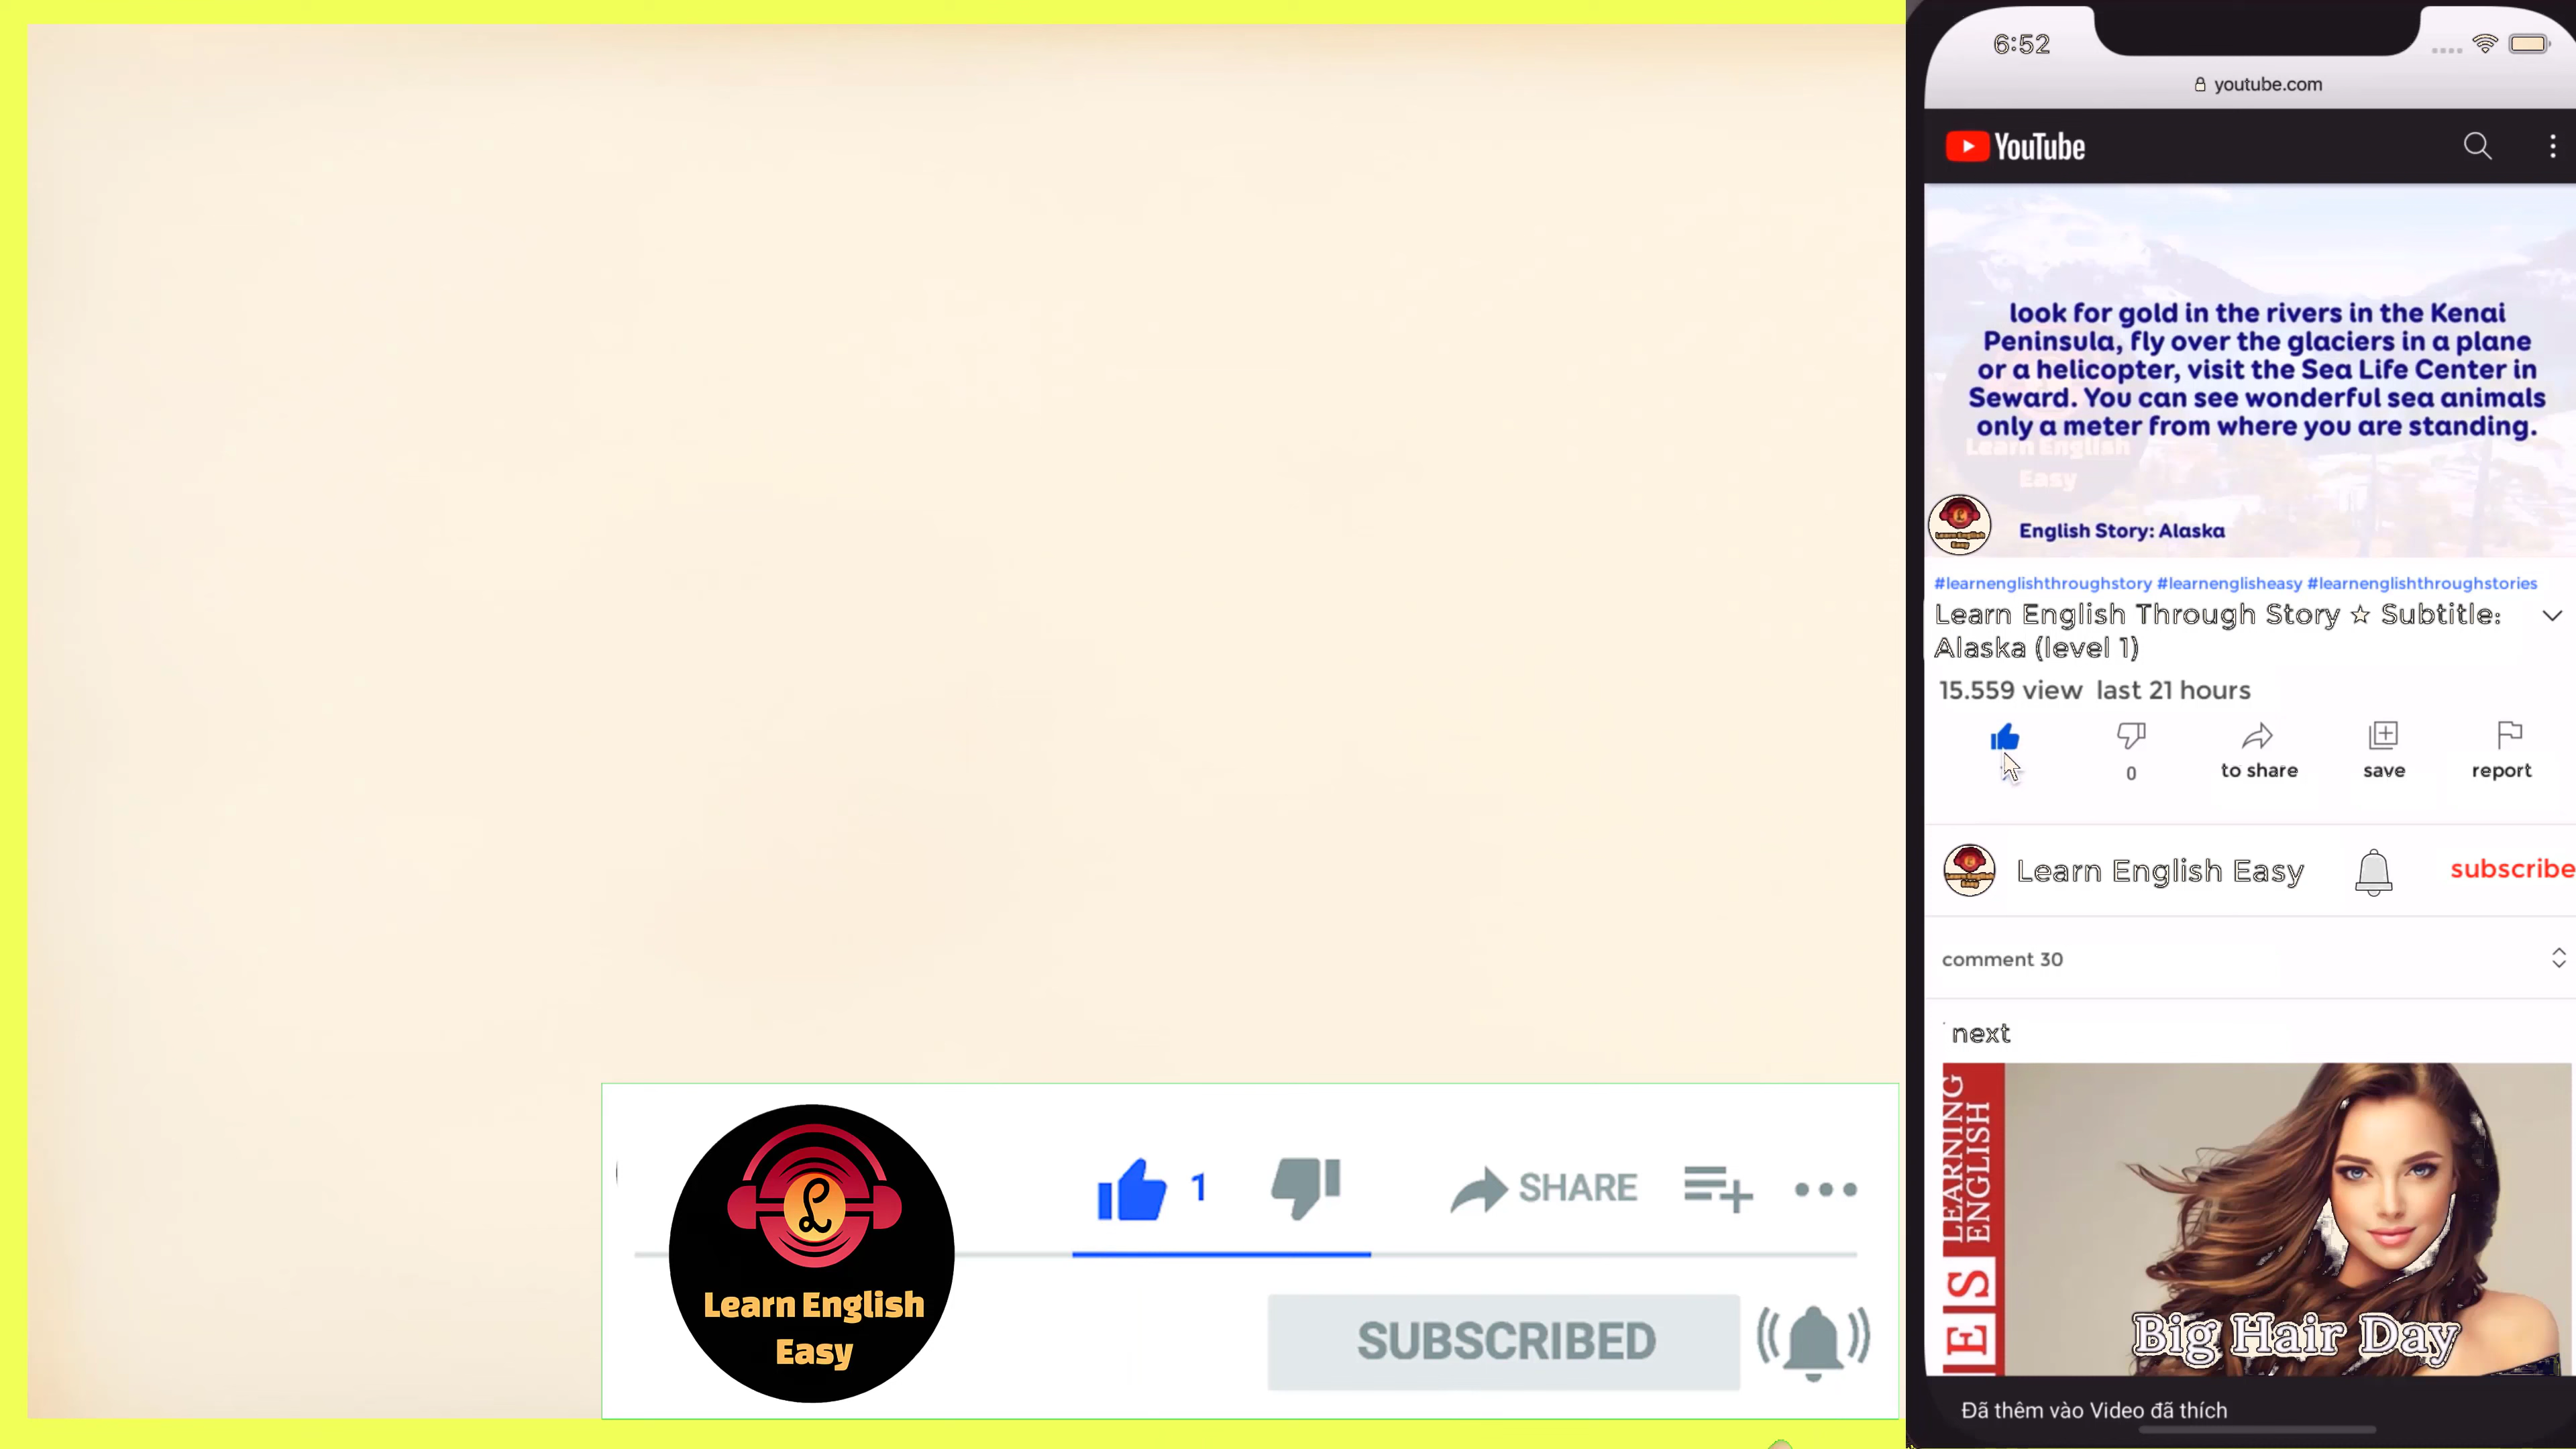 6:52
youtube.com
YouTube
look for gold in the rivers in the Kenai
Peninsula, fly over the glaciers in a plane
or a helicopter, visit the Sea Life Center in
Seward. You can see wonderful sea animals
only a meter from where you are standing.
Learn English
Easy
English Story: Alaska
#learnenglishthroughstory #learnenglisheasy #learnenglishthroughstories
Learn English Through Story ☆ Subtitle:
Alaska (level 1)
15.559 view last 21 hours
0
to share
save
report
Learn English Easy
subscribe
comment 30
next
LEARNING
ENGLISH
E S
Big Hair Day
Đã thêm vào Video đã thích
1
SHARE
Learn English
Easy
SUBSCRIBED